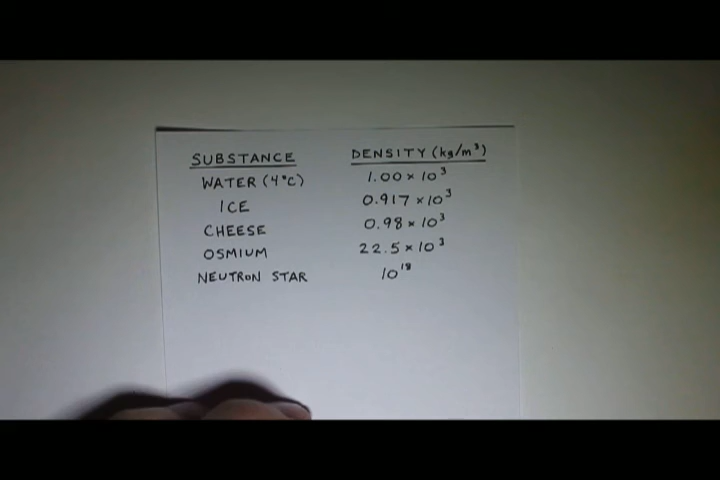 SUBSTANCE DENSITY (kg/m³)
WATER (4°C) 1.00 × 10³
ICE 0.917 × 10³
CHEESE 0.98 × 10³
OSMIUM 22.5 × 10³
NEUTRON STAR 10¹⁸